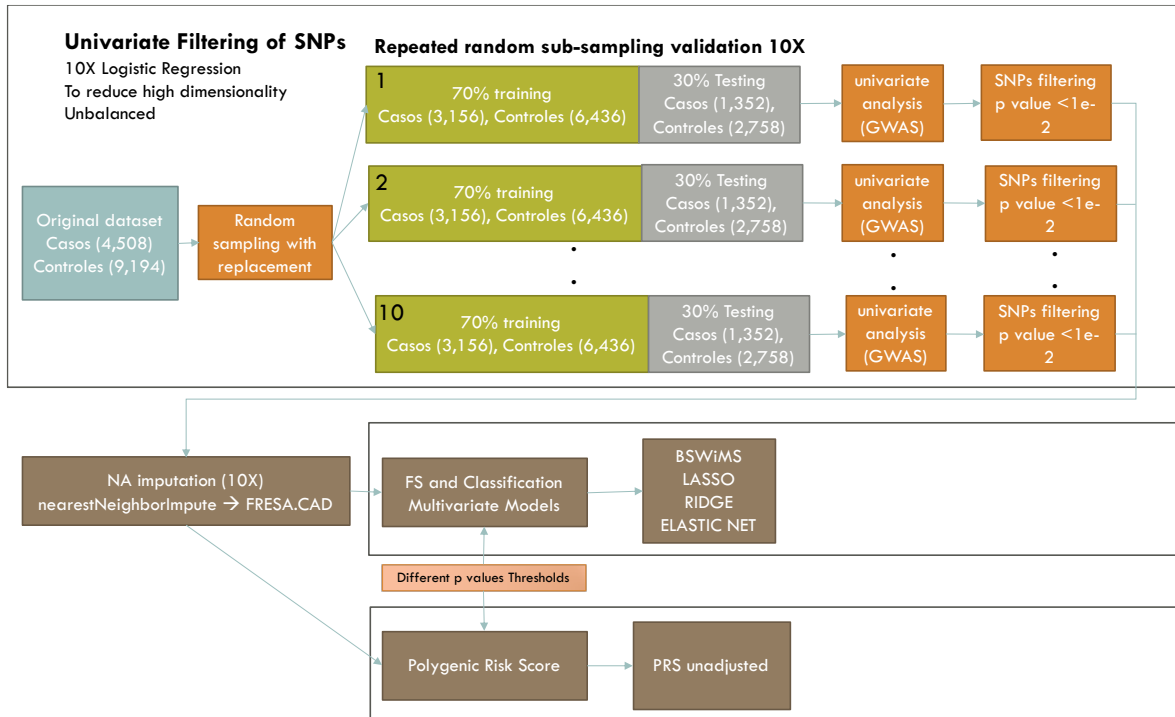 Univariate Filtering of SNPs
10X Logistic Regression
To reduce high dimensionality
Unbalanced
Repeated random sub-sampling validation 10X
Original dataset
Casos (4,508)
Controles (9,194)
Random
sampling with
replacement
1
70% training
Casos (3,156), Controles (6,436)
30% Testing
Casos (1,352),
Controles (2,758)
univariate
analysis
(GWAS)
SNPs filtering
p value <1e-
2
2
70% training
Casos (3,156), Controles (6,436)
30% Testing
Casos (1,352),
Controles (2,758)
univariate
analysis
(GWAS)
SNPs filtering
p value <1e-
2
10
70% training
Casos (3,156), Controles (6,436)
30% Testing
Casos (1,352),
Controles (2,758)
univariate
analysis
(GWAS)
SNPs filtering
p value <1e-
2
NA imputation (10X)
nearestNeighborImpute → FRESA.CAD
FS and Classification
Multivariate Models
BSWiMS
LASSO
RIDGE
ELASTIC NET
Different p values Thresholds
Polygenic Risk Score
PRS unadjusted